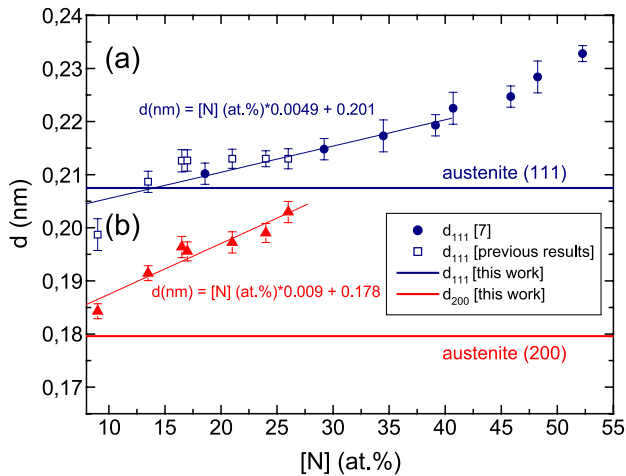 0,24
0,23
0,22
0,21
0,20
0,19
0,18
0,17
d (nm)
(a)
d(nm) = [N] (at.%)*0.0049 + 0.201
austenite (111)
(b)
d₁₁₁ [7]
d₁₁₁ [previous results]
d₁₁₁ [this work]
d₂₀₀ [this work]
d(nm) = [N] (at.%)*0.009 + 0.178
austenite (200)
10 15 20 25 30 35 40 45 50 55
[N] (at.%)